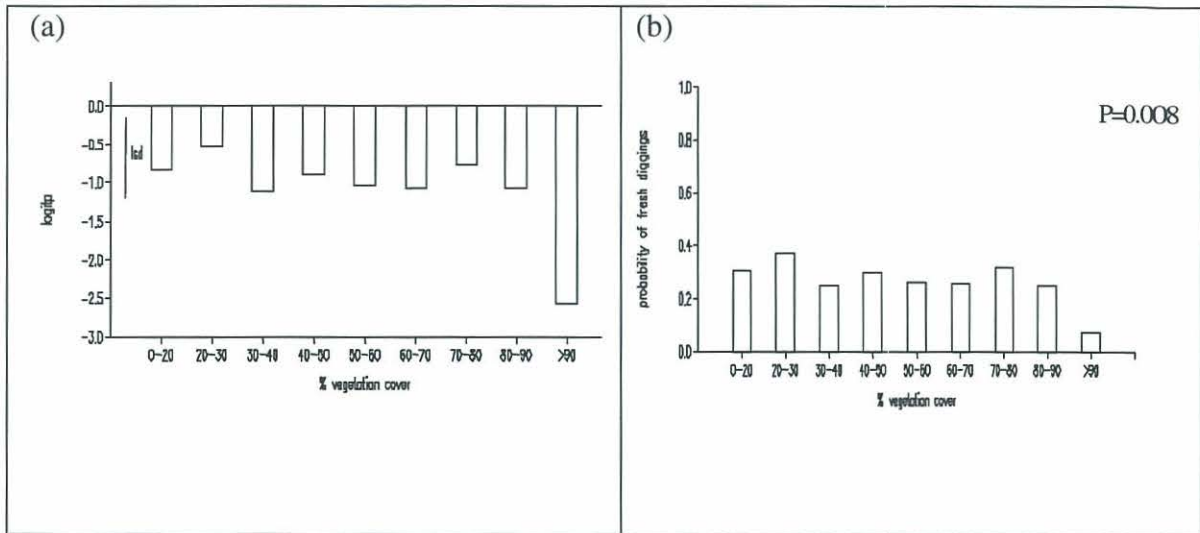 (a)
0.0
-0.5
-1.0
-1.5
-2.0
-2.5
-3.0
logitp
lsd
0-20 20-30 30-40 40-50 50-60 60-70 70-80 80-90 >90
% vegetation cover
(b)
P=0.008
1.0
0.8
0.6
0.4
0.2
0.0
probability of fresh diggings
0-20 20-30 30-40 40-50 50-60 60-70 70-80 80-90 >90
% vegetation cover